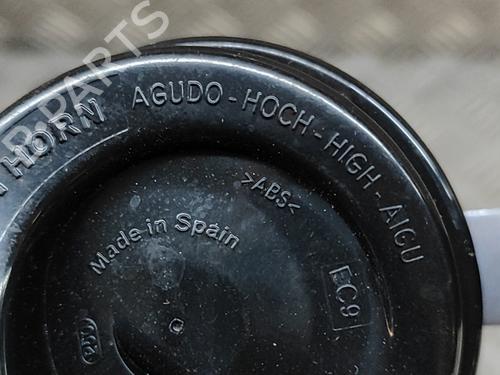 HORN AGUDO - HOCH - HIGH - AIGU
>ABS<
Made in Spain
EC9